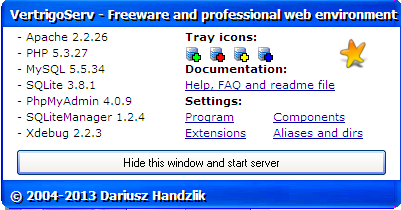 VertrigoServ - Freeware and professional web environment
- Apache 2.2.26
- PHP 5.3.27
- MySQL 5.5.34
- SQLite 3.8.1
- PhpMyAdmin 4.0.9
- SQLiteManager 1.2.4
- Xdebug 2.2.3
Tray icons:
Documentation:
Help, FAQ and readme file
Settings:
Program Components
Extensions Aliases and dirs
Hide this window and start server
© 2004-2013 Dariusz Handzlik